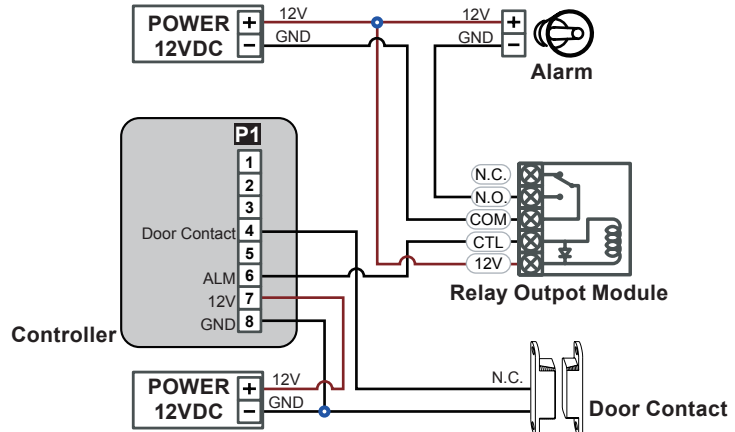 POWER
12VDC
+
−
12V
GND
12V
GND
+
−
Alarm
P1
1
2
3
4
5
6
7
8
Door Contact
ALM
12V
GND
Controller
N.C.
N.O.
COM
CTL
12V
Relay Outpot Module
POWER
12VDC
+
−
12V
GND
N.C.
Door Contact